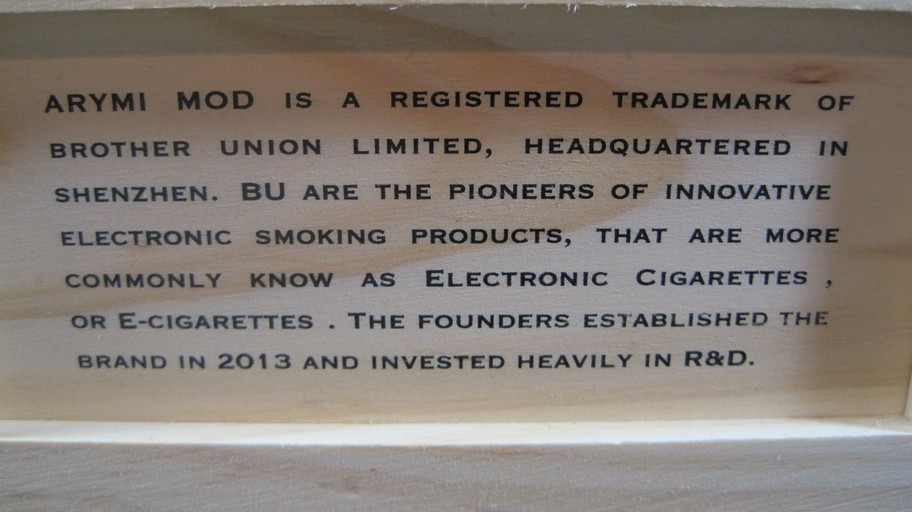 ARYMI MOD IS A REGISTERED TRADEMARK OF
BROTHER UNION LIMITED, HEADQUARTERED IN
SHENZHEN. BU ARE THE PIONEERS OF INNOVATIVE
ELECTRONIC SMOKING PRODUCTS, THAT ARE MORE
COMMONLY KNOW AS ELECTRONIC CIGARETTES ,
OR E-CIGARETTES . THE FOUNDERS ESTABLISHED THE
BRAND IN 2013 AND INVESTED HEAVILY IN R&D.